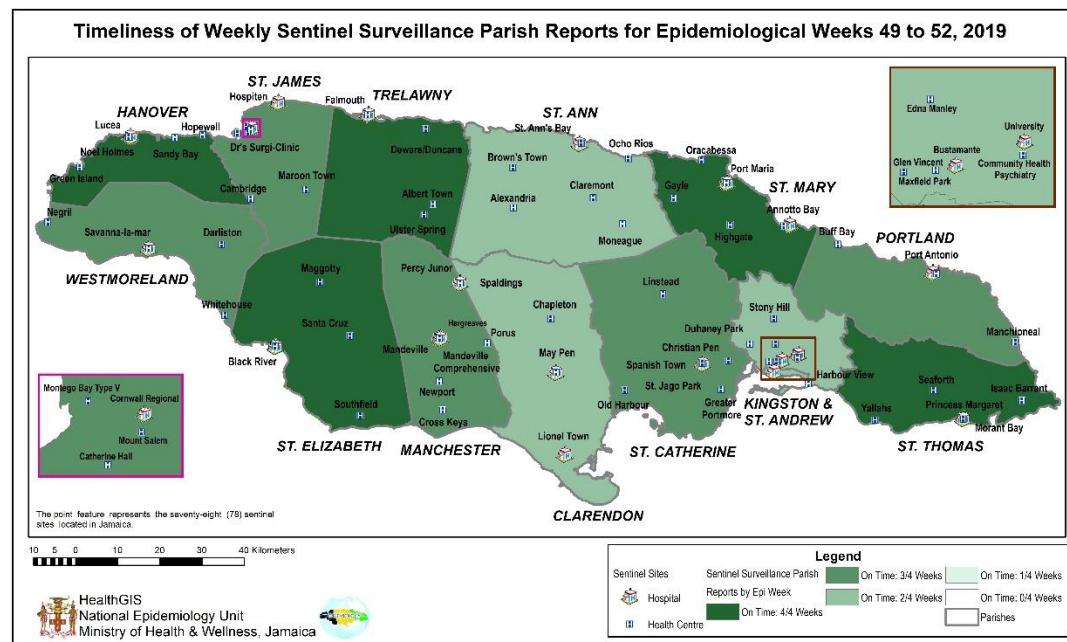 Timeliness of Weekly Sentinel Surveillance Parish Reports for Epidemiological Weeks 49 to 52, 2019
ST. JAMES
Hospiten
TRELAWNY
Falmouth
HANOVER
Lucea
Hopewell
ST. ANN
St. Ann's Bay
Edna Manley
University
Bustamante
Glen Vincent
Community Health
Psychiatry
Maxfield Park
Noel Holmes
Sandy Bay
Dr's Surgi-Clinic
Dewars/Duncans
Ocho Rios
Oracabessa
Brown's Town
Port Maria
Green Island
Cambridge
Maroon Town
Albert Town
Claremont
Gayle
ST. MARY
Alexandria
Annotto Bay
Negril
Ulster Spring
Savanna-la-mar
Darliston
Moneague
Highgate
Buff Bay
PORTLAND
Port Antonio
WESTMORELAND
Maggotty
Percy Junor
Spaldings
Linstead
Whitehouse
Chapleton
Stony Hill
Santa Cruz
Hargreaves
Duhaney Park
Manchioneal
Mandeville
Porus
Christian Pen
Black River
Mandeville
Comprehensive
May Pen
Spanish Town
Harbour View
Montego Bay Type V
Cornwall Regional
Newport
St. Jago Park
Seaforth
Isaac Barrant
Southfield
Old Harbour
Greater
Portmore
KINGSTON &
ST. ANDREW
Yallahs
Princess Margaret
Morant Bay
Mount Salem
Cross Keys
Catherine Hall
ST. ELIZABETH
MANCHESTER
Lionel Town
ST. CATHERINE
ST. THOMAS
CLARENDON
The point feature represents the seventy-eight (78) sentinel
sites located in Jamaica.
10 5 0 10 20 30 40 Kilometers
HealthGIS
National Epidemiology Unit
Ministry of Health & Wellness, Jamaica
Legend
Sentinel Sites
Hospital
Health Centre
Sentinel Surveillance Parish
Reports by Epi Week
On Time: 4/4 Weeks
On Time: 3/4 Weeks
On Time: 2/4 Weeks
On Time: 1/4 Weeks
On Time: 0/4 Weeks
Parishes